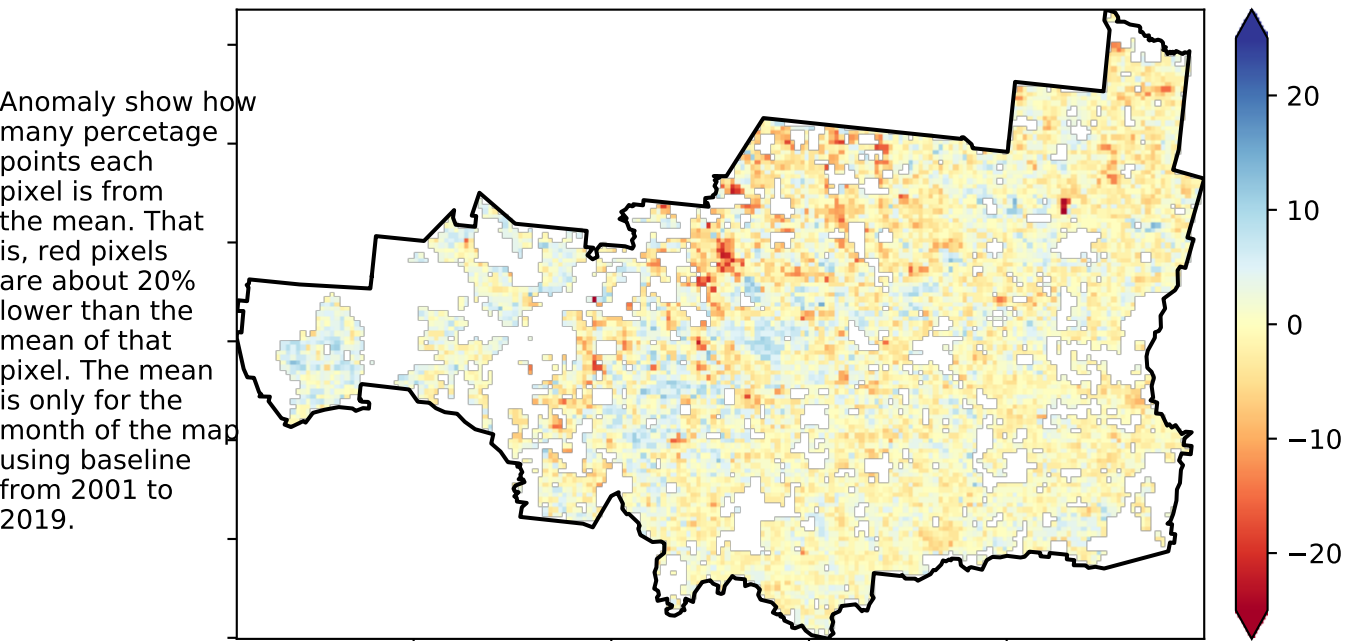 Anomaly show how
many percetage
points each
pixel is from
the mean. That
is, red pixels
are about 20%
lower than the
mean of that
pixel. The mean
is only for the
month of the map
using baseline
from 2001 to
2019.
20
10
0
−10
−20